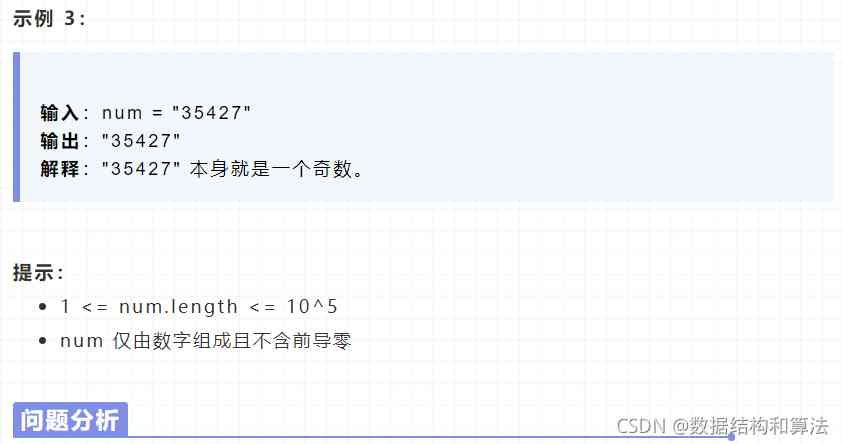 示例 3：
输入：num = "35427"
输出："35427"
解释："35427" 本身就是一个奇数。
提示：
• 1 <= num.length <= 10^5
• num 仅由数字组成且不含前导零
问题分析
CSDN @数据结构和算法